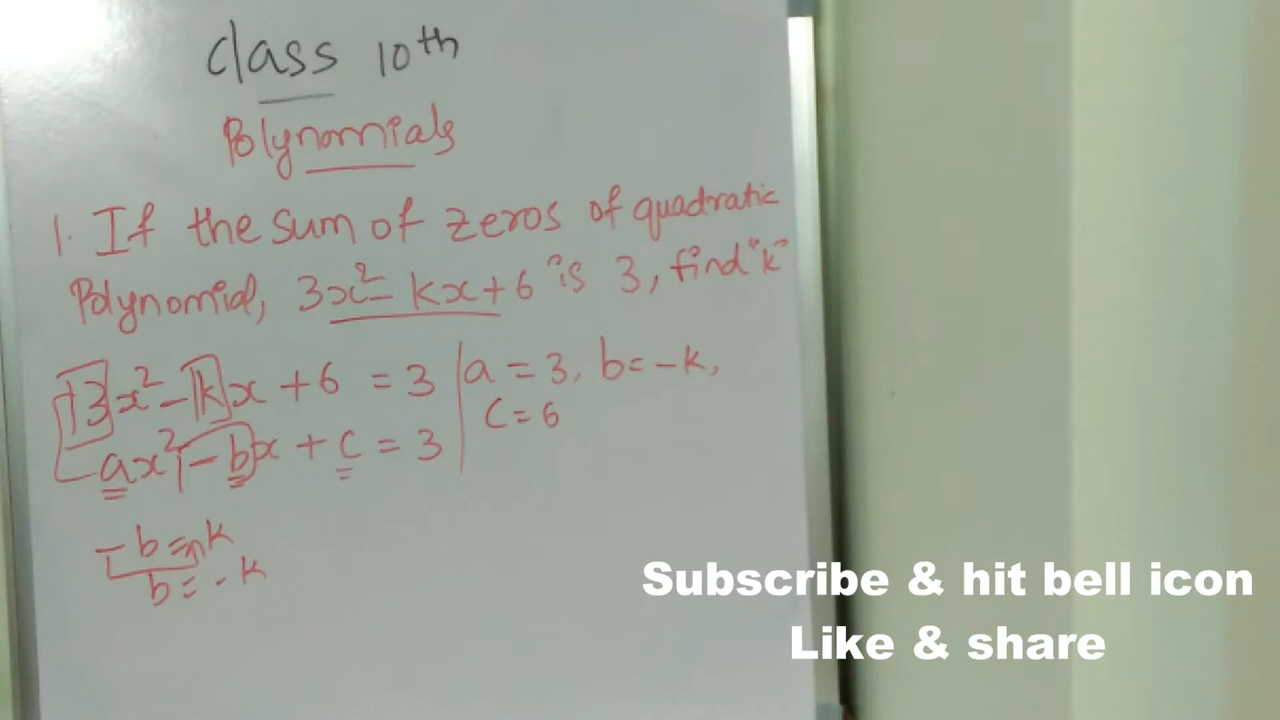 Class 10th
Polynomials
1. If the sum of zeros of quadratic
Polynomial, 3x² - kx + 6 is 3, find "k"
3x² - kx + 6 = 3 | a = 3, b = -k,
ax² - bx + c = 3 | c = 6
-b = k
b = -k
Subscribe & hit bell icon
Like & share